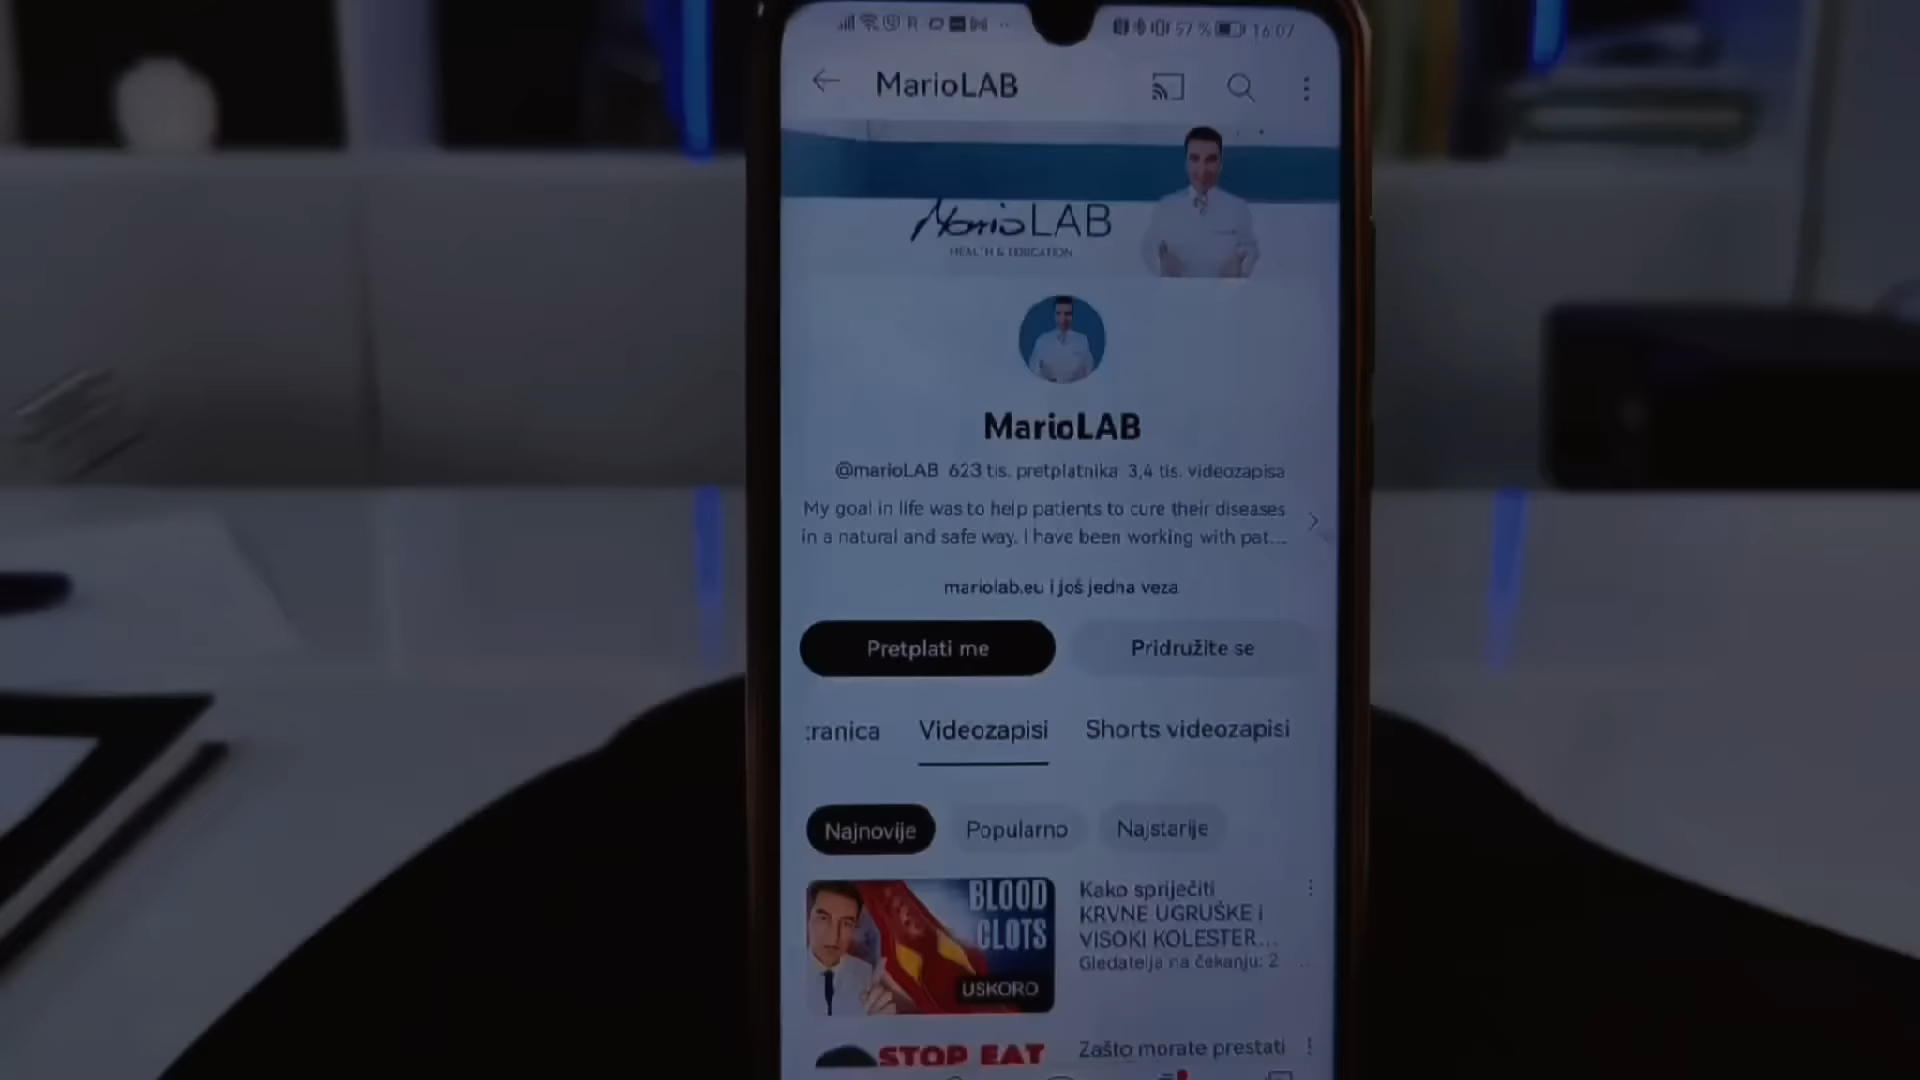 R
57 % 16:07
MarioLAB
MarioLAB
HEALTH & EDUCATION
MarioLAB
@marioLAB 623 tis. pretplatnika 3,4 tis. videozapisa
My goal in life was to help patients to cure their diseases
in a natural and safe way. I have been working with pat...
mariolab.eu i još jedna veza
Pretplati me
Pridružite se
:ranica
Videozapisi
Shorts videozapisi
Najnovije
Popularno
Najstarije
BLOOD
CLOTS
USKORO
Kako spriječiti
KRVNE UGRUŠKE i
VISOKI KOLESTER...
Gledatelja na čekanju: 2
STOP EAT
Zašto morate prestati